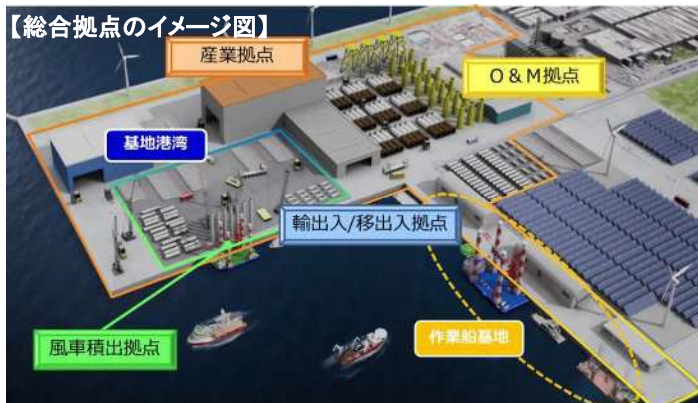 【総合拠点のイメージ図】
産業拠点
O&M拠点
基地港湾
輸出入/移出入拠点
風車積出拠点
作業船基地